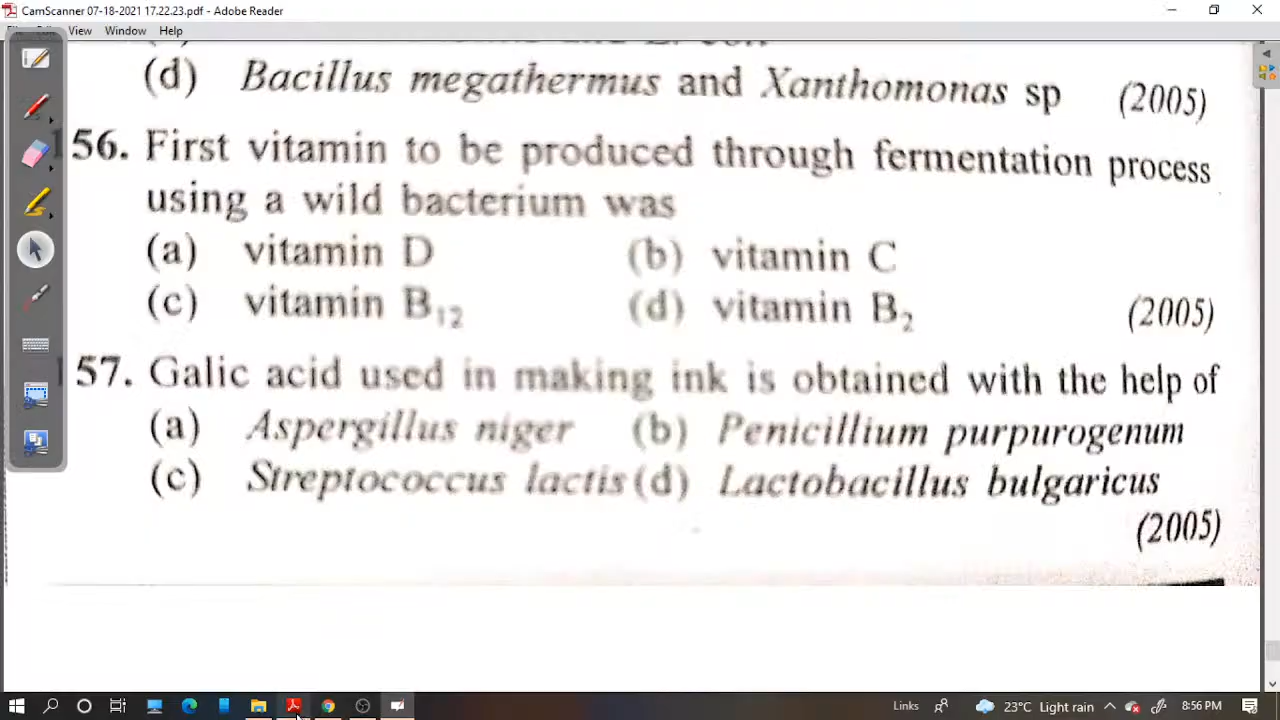 CamScanner 07-18-2021 17.22.23.pdf - Adobe Reader
View Window Help
(d) Bacillus megathermus and Xanthomonas sp (2005)
156. First vitamin to be produced through fermentation process
using a wild bacterium was
(a) vitamin D (b) vitamin C
(c) vitamin B12 (d) vitamin B2 (2005)
157. Galic acid used in making ink is obtained with the help of
(a) Aspergillus niger (b) Penicillium purpurogenum
(c) Streptococcus lactis (d) Lactobacillus bulgaricus
(2005)
Links 23°C Light rain 8:56 PM